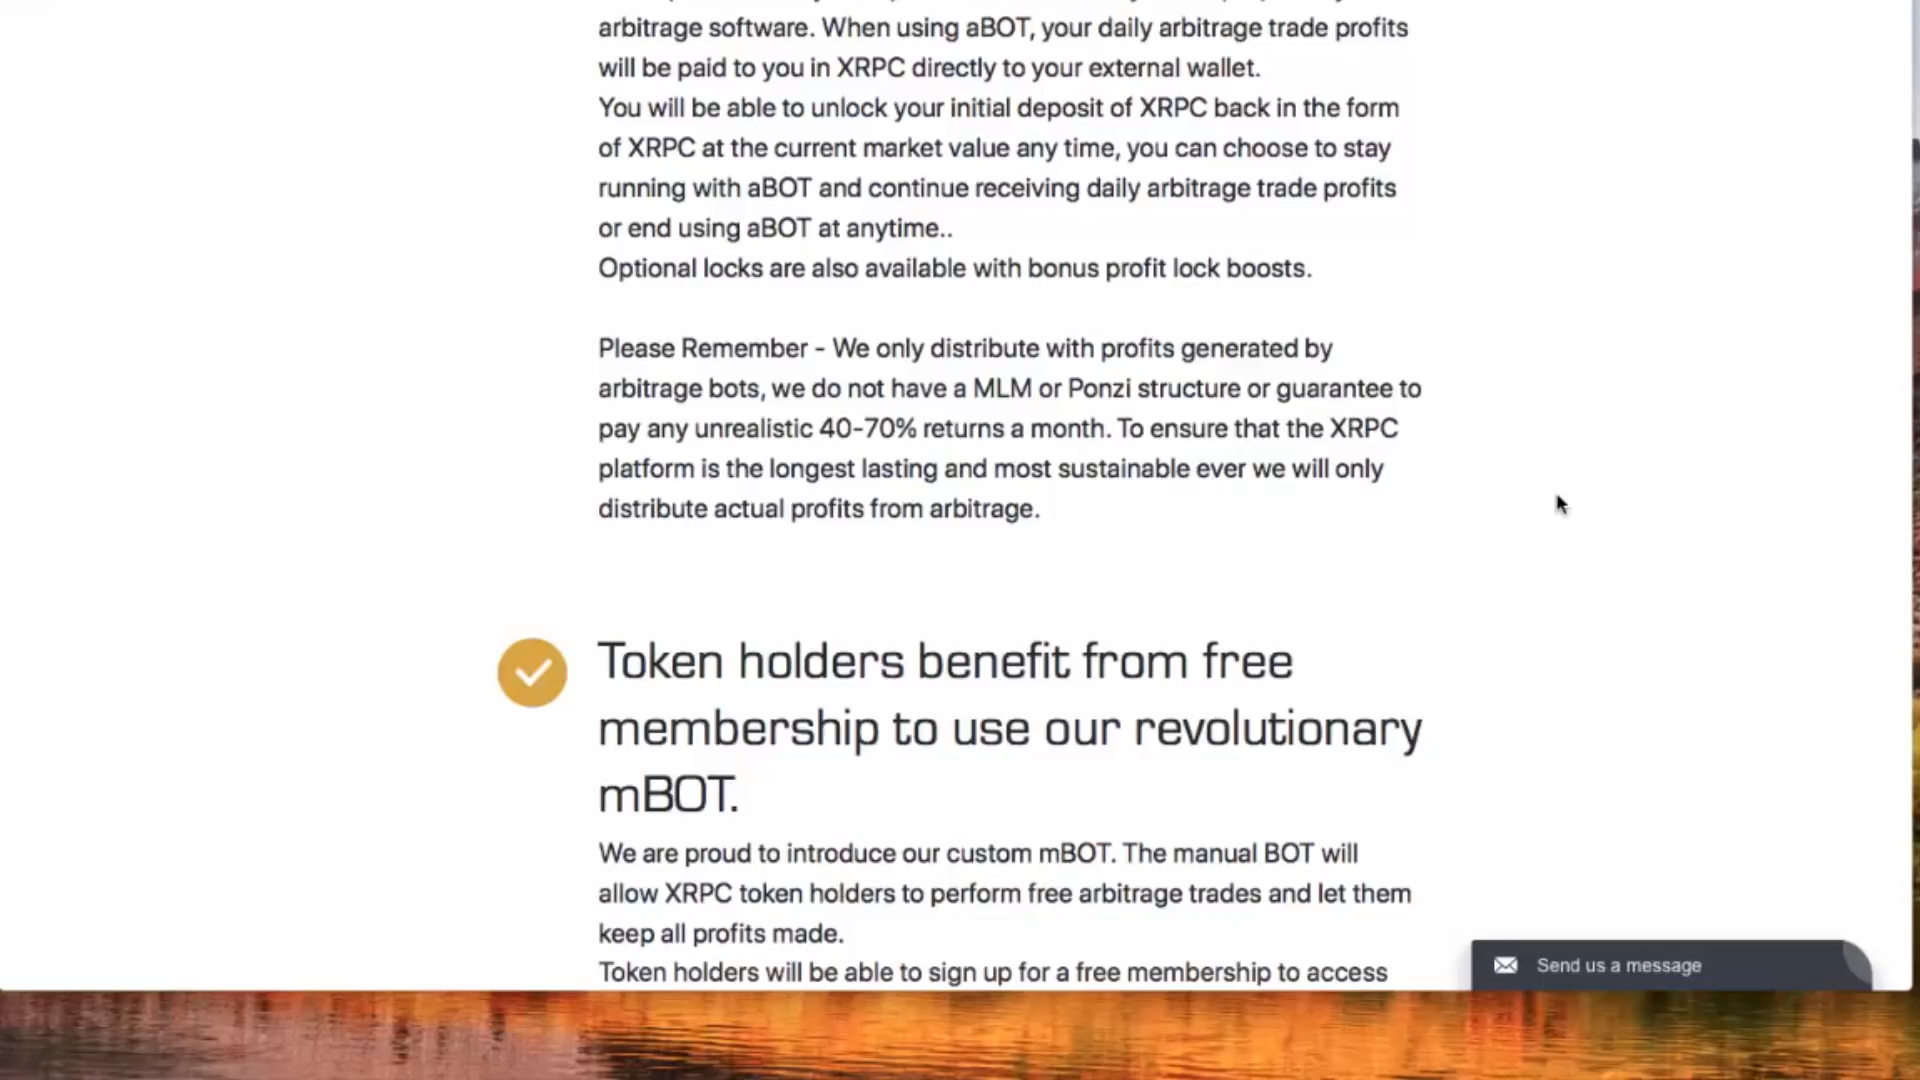 arbitrage software. When using aBOT, your daily arbitrage trade profits
will be paid to you in XRPC directly to your external wallet.
You will be able to unlock your initial deposit of XRPC back in the form
of XRPC at the current market value any time, you can choose to stay
running with aBOT and continue receiving daily arbitrage trade profits
or end using aBOT at anytime..
Optional locks are also available with bonus profit lock boosts.
Please Remember - We only distribute with profits generated by
arbitrage bots, we do not have a MLM or Ponzi structure or guarantee to
pay any unrealistic 40-70% returns a month. To ensure that the XRPC
platform is the longest lasting and most sustainable ever we will only
distribute actual profits from arbitrage.
Token holders benefit from free
membership to use our revolutionary
mBOT.
We are proud to introduce our custom mBOT. The manual BOT will
allow XRPC token holders to perform free arbitrage trades and let them
keep all profits made.
Token holders will be able to sign up for a free membership to access
Send us a message